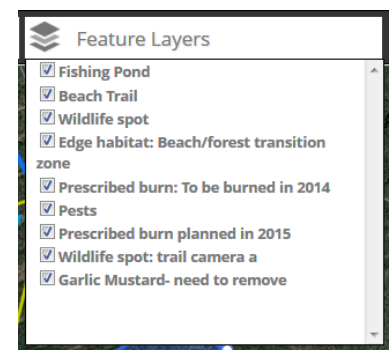 Feature Layers
Fishing Pond
Beach Trail
Wildlife spot
Edge habitat: Beach/forest transition
zone
Prescribed burn: To be burned in 2014
Pests
Prescribed burn planned in 2015
Wildlife spot: trail camera a
Garlic Mustard- need to remove